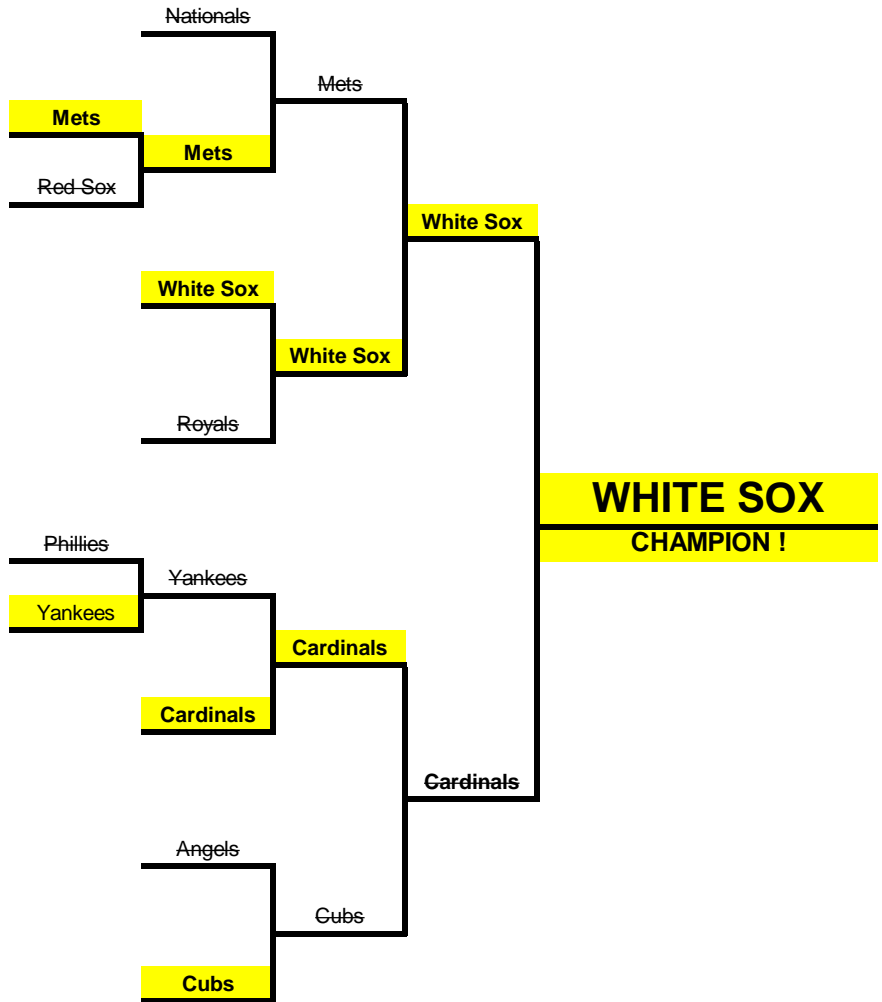 Nationals
Mets
Mets
Mets
Red Sox
White Sox
White Sox
White Sox
Royals
WHITE SOX
CHAMPION !
Phillies
Yankees
Yankees
Cardinals
Cardinals
Cardinals
Angels
Cubs
Cubs